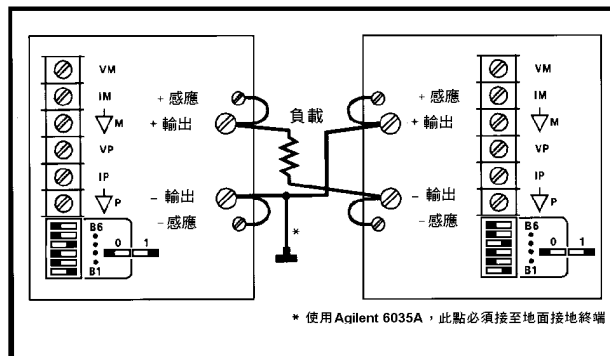 VM
IM
M
VP
IP
P
B6
0 1
B1
+ 感應
+ 輸出
- 輸出
- 感應
負載
*
+ 感應
+ 輸出
- 輸出
- 感應
VM
IM
M
VP
IP
P
B6
0 1
B1
* 使用Agilent 6035A,此點必須接至地面接地終端